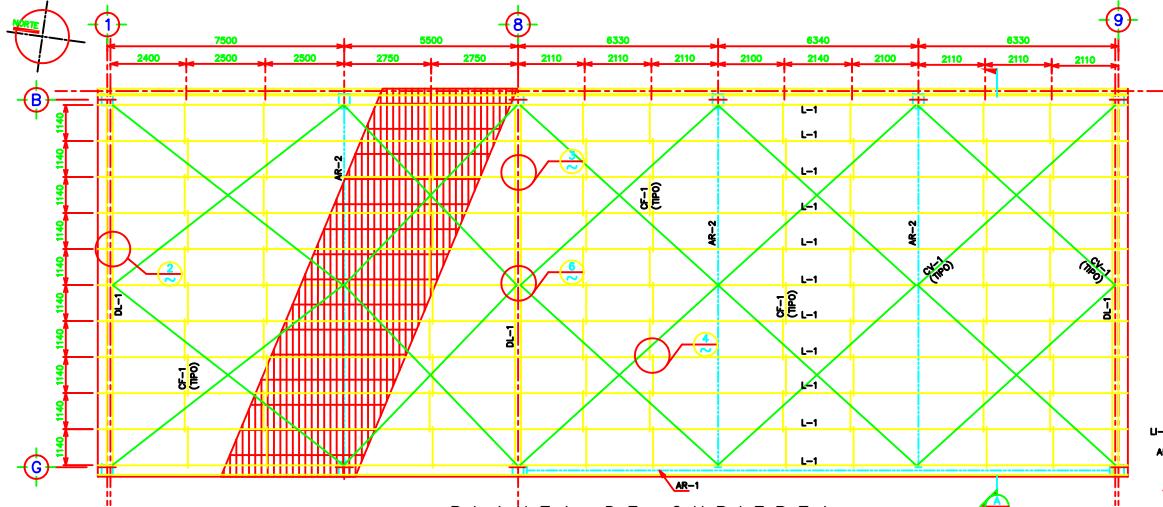 NORTE
1
8
9
7500
5500
6330
6340
6330
2400
2500
2500
2750
2750
2110
2110
2110
2100
2140
2100
2110
2110
2110
B
G
1140
1140
1140
1140
1140
1140
1140
1140
1140
1140
L-1
L-1
L-1
L-1
L-1
L-1
L-1
L-1
L-1
L-1
AR-2
AR-2
AR-2
CF-1
(TIPO)
CF-1
(TIPO)
CF-1
(TIPO)
CV-1
(TIPO)
CV-1
(TIPO)
DL-1
DL-1
DL-1
2
6
4
AR-1
A